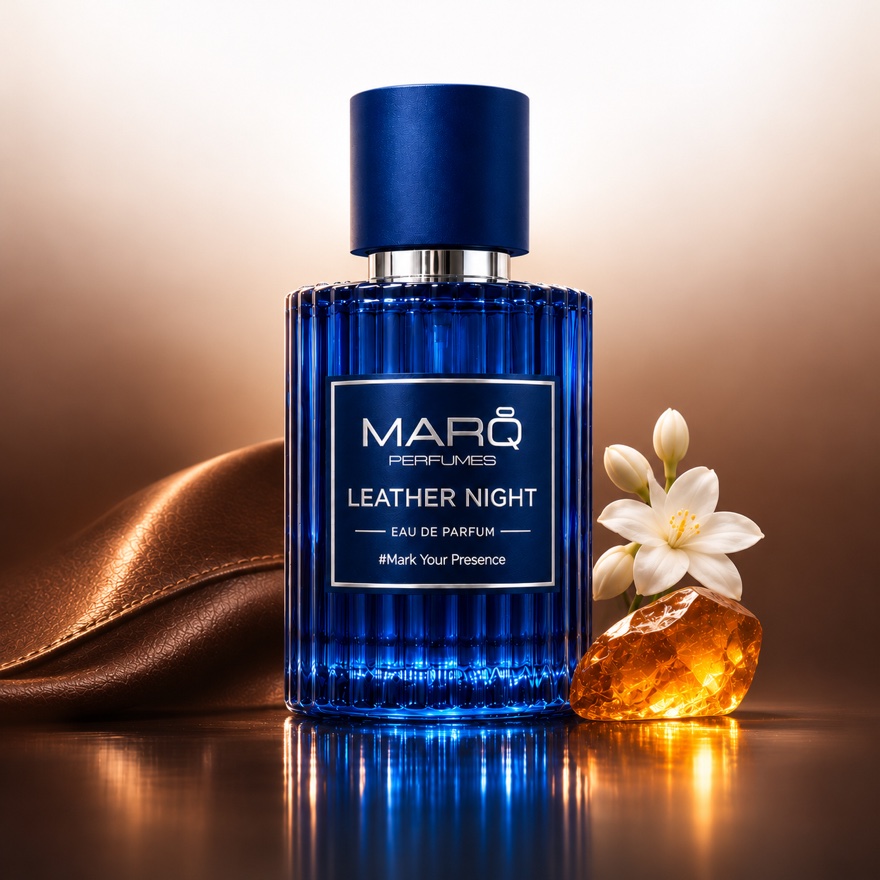 MARQ
PERFUMES
LEATHER NIGHT
EAU DE PARFUM
#Mark Your Presence